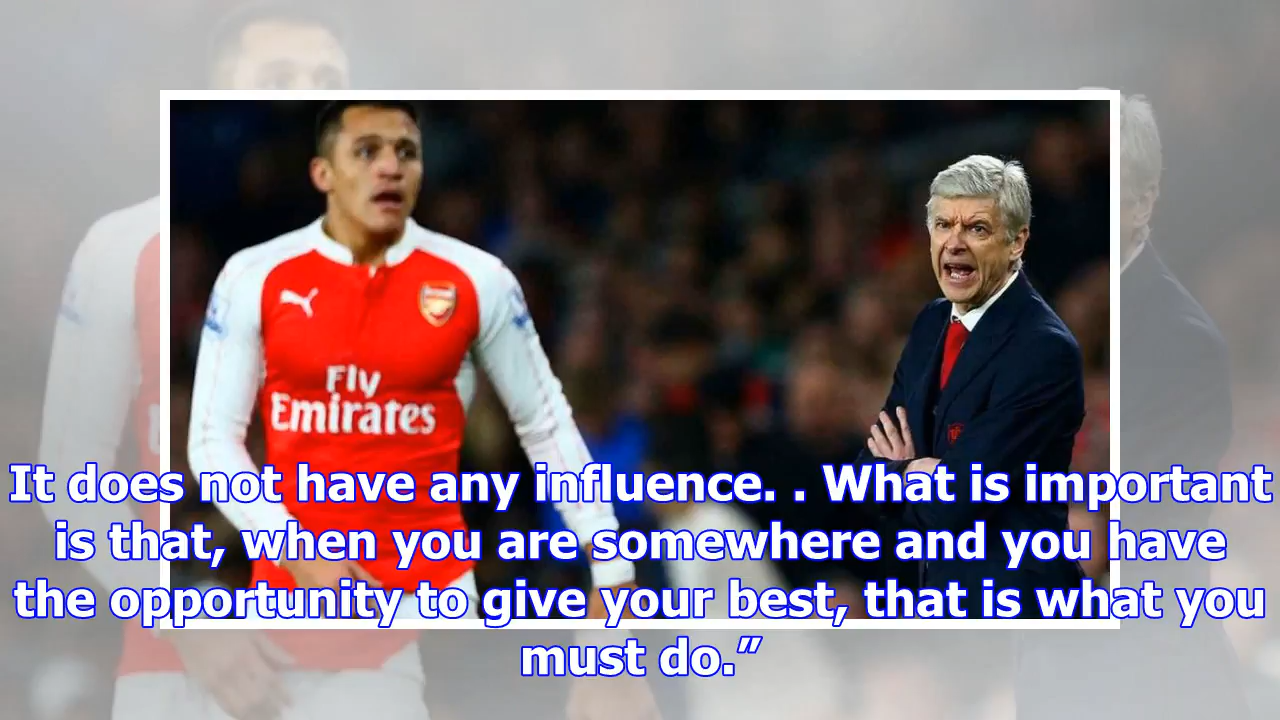 Fly
Emirates
It does not have any influence. . What is important
is that, when you are somewhere and you have
the opportunity to give your best, that is what you
must do.”